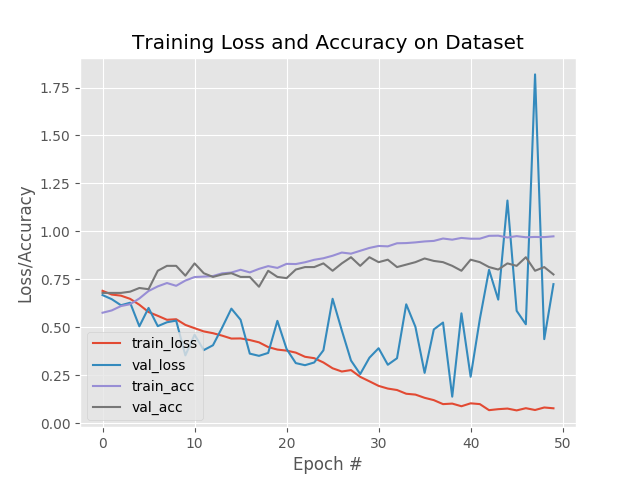 Training Loss and Accuracy on Dataset
Loss/Accuracy
1.75
1.50
1.25
1.00
0.75
0.50
0.25
0.00
train_loss
val_loss
train_acc
val_acc
0 10 20 30 40 50
Epoch #